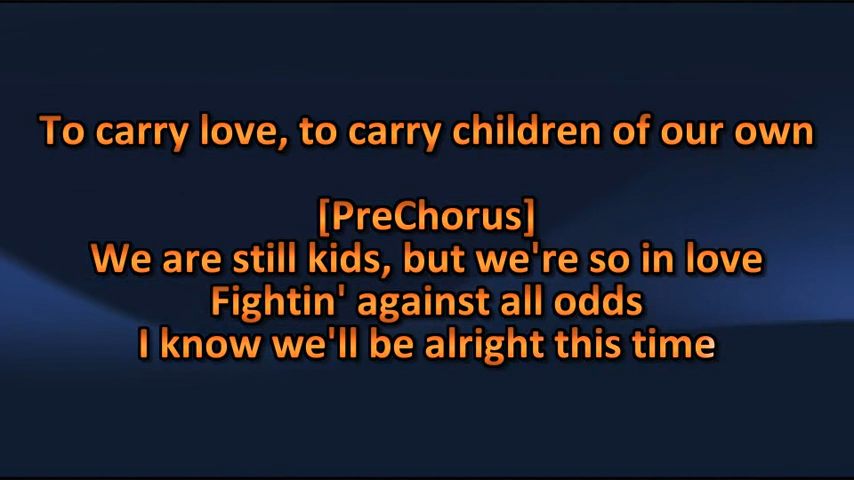 To carry love, to carry children of our own
[PreChorus]
We are still kids, but we're so in love
Fightin' against all odds
I know we'll be alright this time